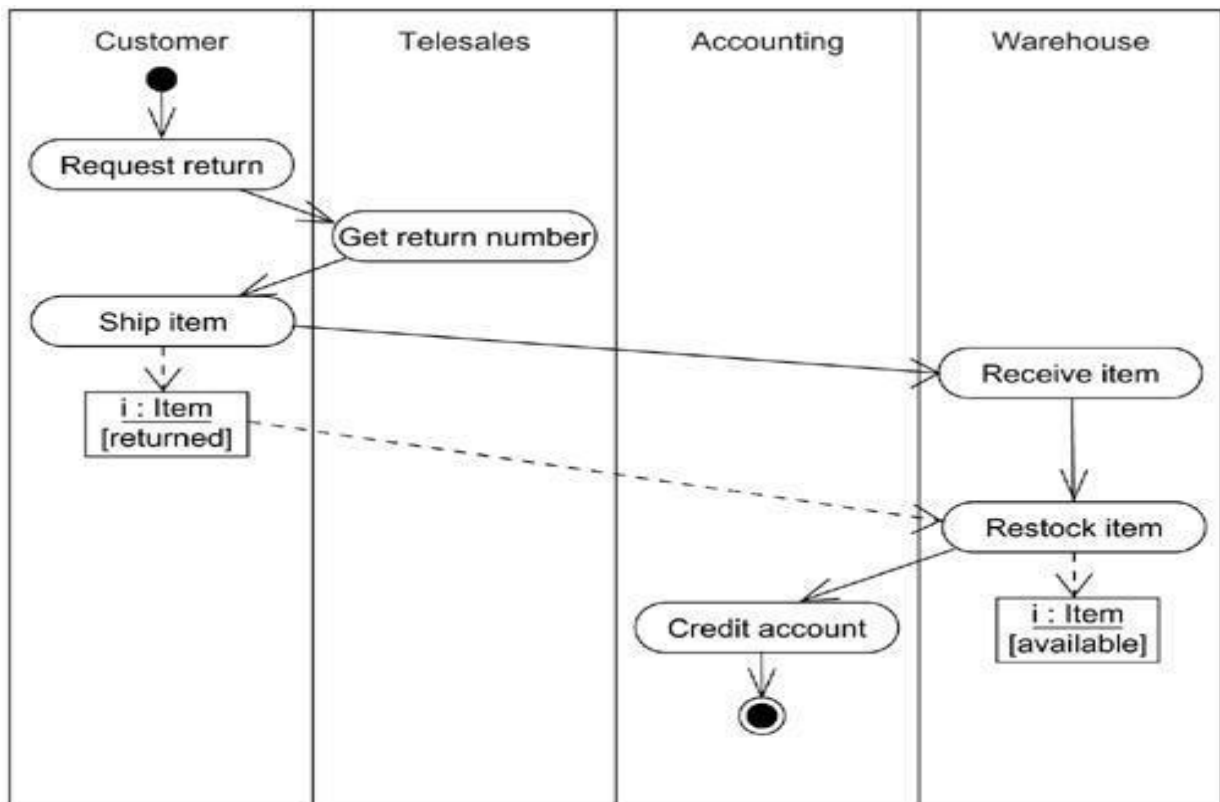 Customer
Telesales
Accounting
Warehouse
Request return
Get return number
Ship item
Receive item
i : Item
[returned]
Restock item
Credit account
i : Item
[available]